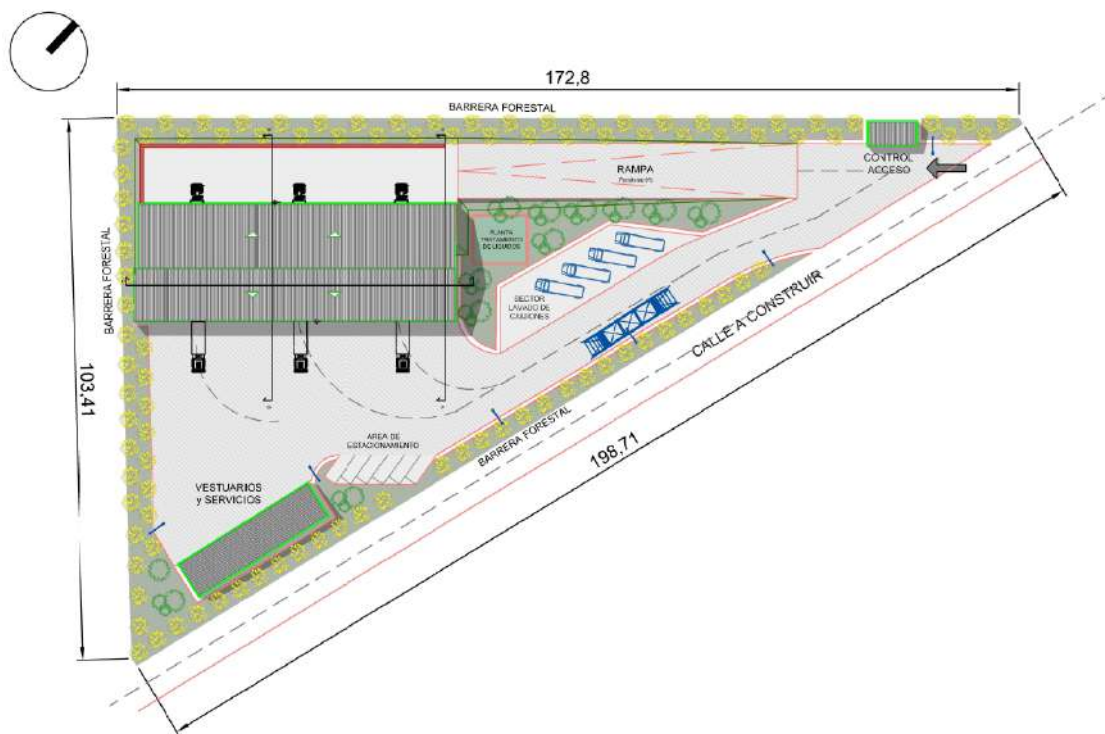 172,8
BARRERA FORESTAL
CONTROL
ACCESO
RAMPA
PLANTA
TRATAMIENTO
DE LIQUIDOS
BARRERA FORESTAL
SECTOR
LAVADO DE
CAMIONES
CALLE A CONSTRUIR
103,41
AREA DE
ESTACIONAMIENTO
BARRERA FORESTAL
198,71
VESTUARIOS
y SERVICIOS